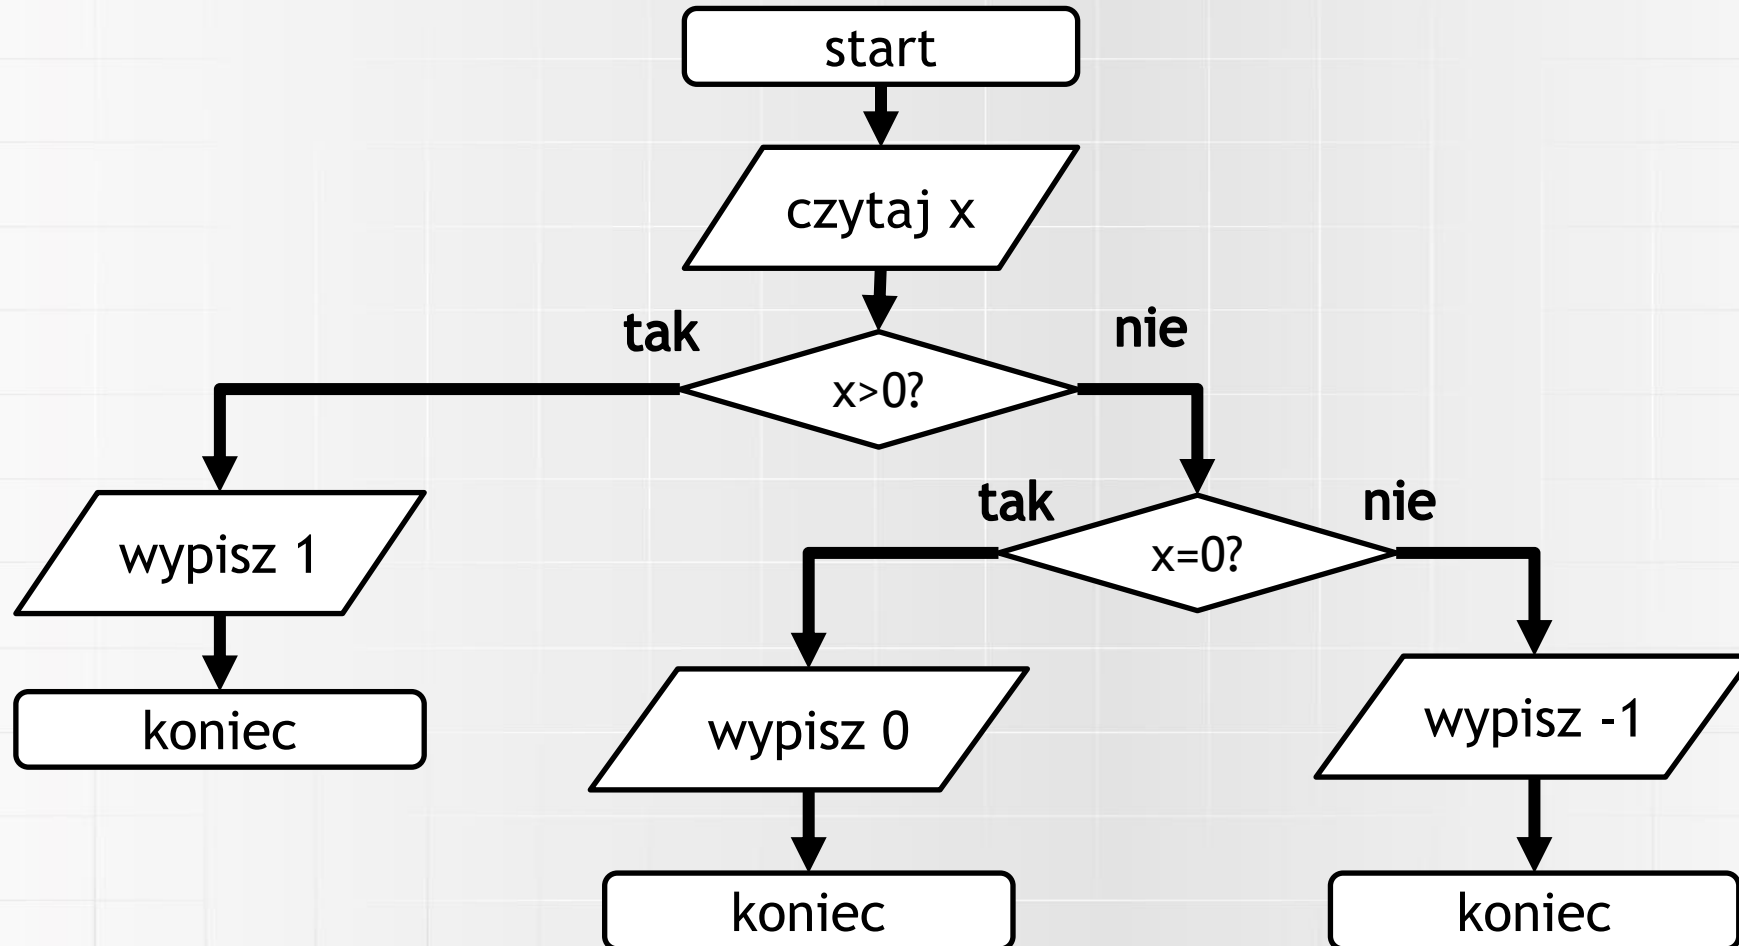 start
czytaj x
tak
nie
x>0?
tak
nie
wypisz 1
x=0?
koniec
wypisz 0
wypisz -1
koniec
koniec